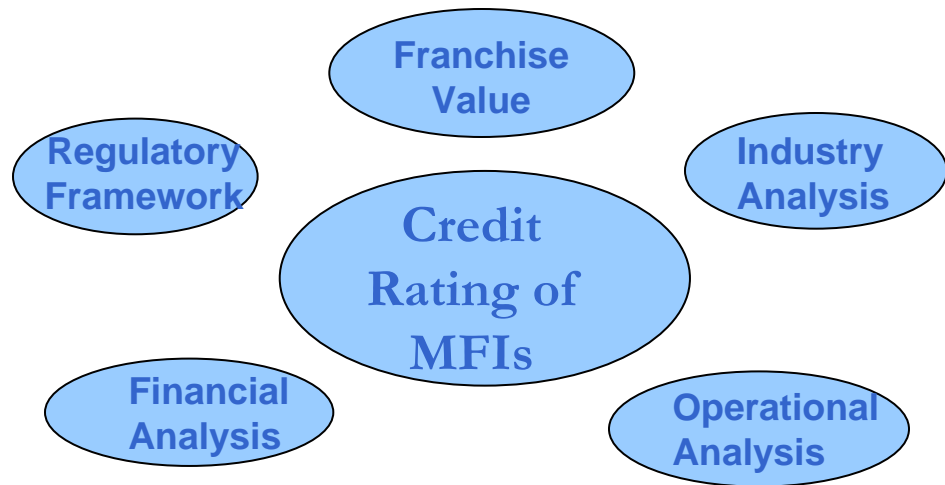 Franchise
Value
Regulatory
Framework
Industry
Analysis
Credit
Rating of
MFIs
Financial
Analysis
Operational
Analysis